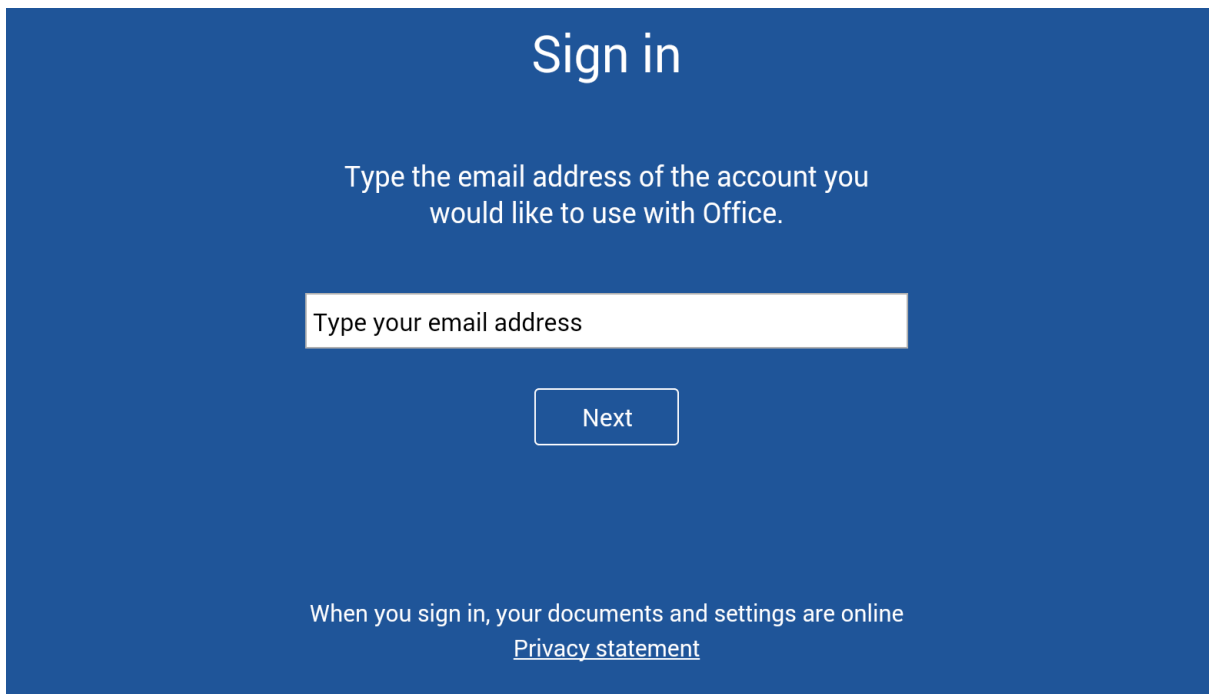 Sign in
Type the email address of the account you
would like to use with Office.
Type your email address
Next
When you sign in, your documents and settings are online
Privacy statement